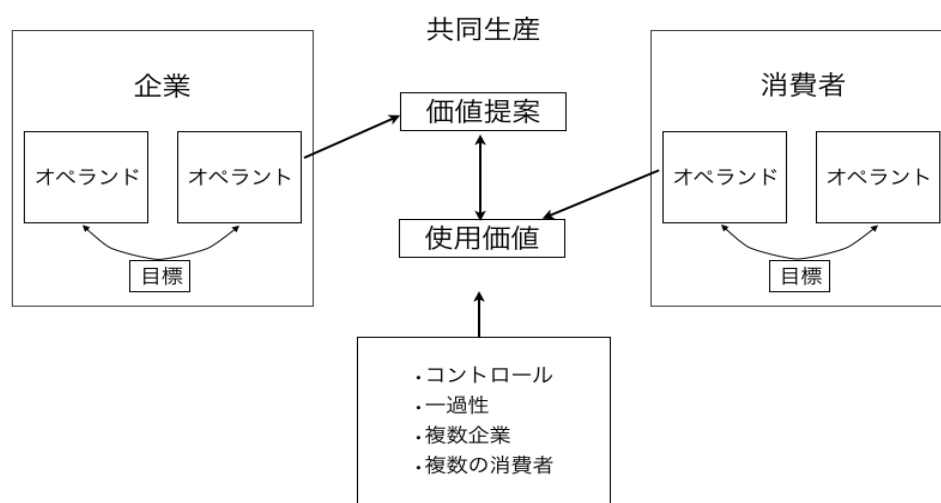 共同生産
企業
オペランド
オペラント
目標
価値提案
使用価値
消費者
オペランド
オペラント
目標
・コントロール
・一過性
・複数企業
・複数の消費者